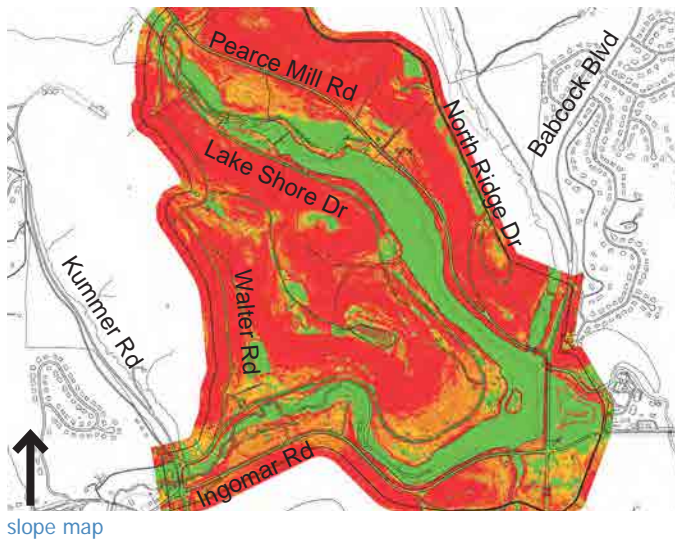 Pearce Mill Rd
North Ridge Dr
Babcock Blvd
Lake Shore Dr
Kummer Rd
Walter Rd
Ingomar Rd
slope map